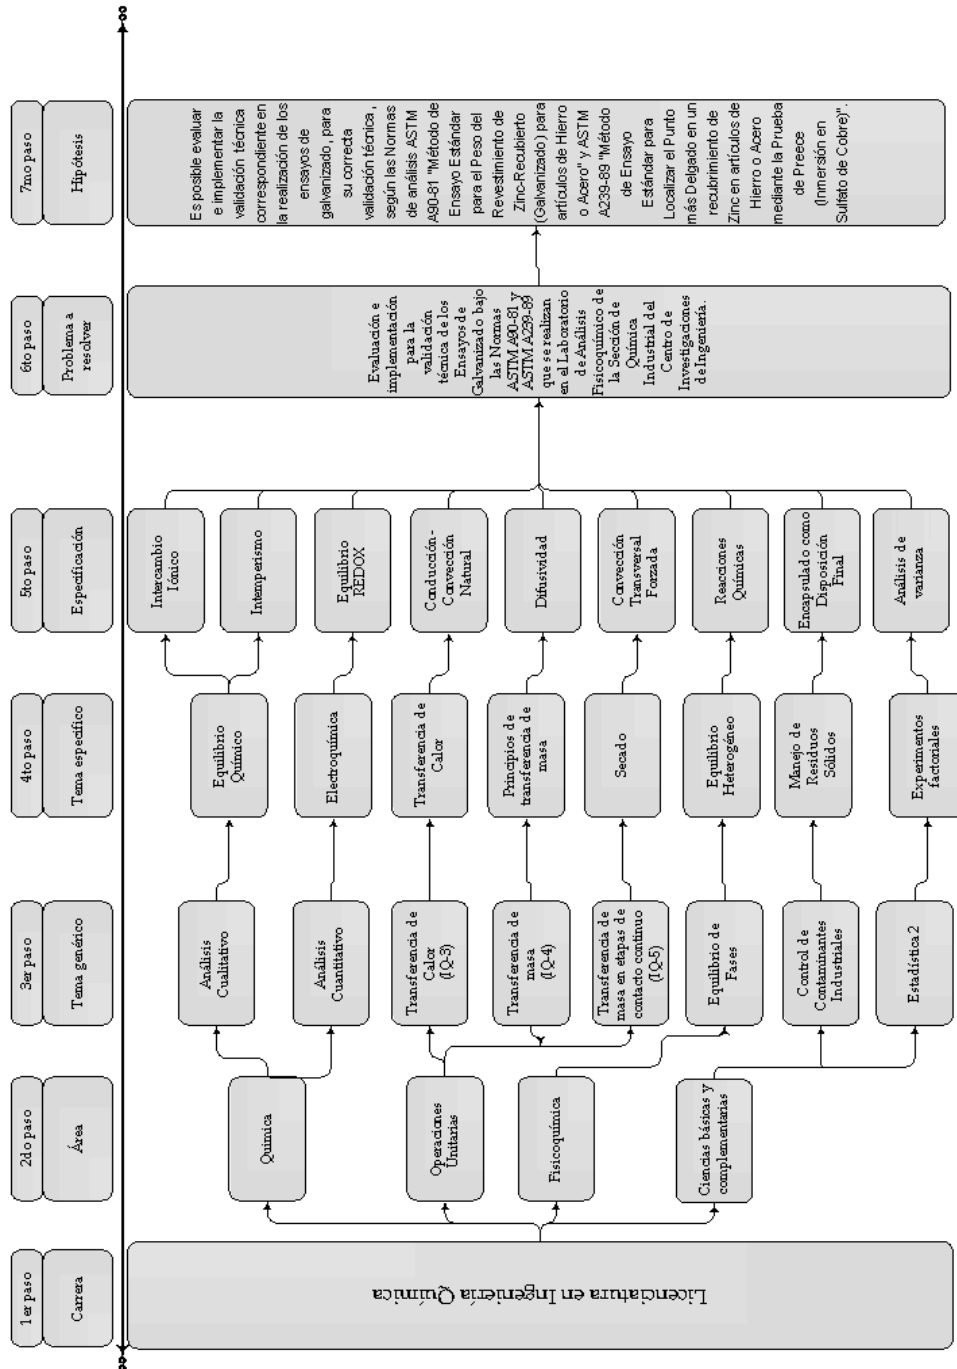 1er paso
Carrera
2do paso
Área
3er paso
Tema genérico
4to paso
Tema específico
5to paso
Especificación
6to paso
Problema a
resolver
7mo paso
Hipótesis
Licenciatura en Ingeniería Química
Química
Operaciones
Unitarias
Fisicoquímica
Ciencias básicas y
complementarias
Análisis
Cualitativo
Análisis
Cuantitativo
Transferencia de
Calor
(IQ-3)
Transferencia de
masa
(IQ-4)
Transferencia de
masa en etapas de
contacto continuo
(IQ-5)
Equilibrio de
Fases
Control de
Contaminantes
Industriales
Estadística 2
Equilibrio
Químico
Electroquímica
Transferencia de
Calor
Principios de
transferencia de
masa
Secado
Equilibrio
Heterogéneo
Manejo de
Residuos
Sólidos
Experimentos
factoriales
Intercambio
Iónico
Intemperismo
Equilibrio
REDOX
Conducción-
Convección
Natural
Difusividad
Convección
Transversal
Forzada
Reacciones
Químicas
Encapsulado como
Disposición
Final
Análisis de
varianza
Evaluación e
implementación
para la
validación
técnica de los
Ensayos de
Galvanizado bajo
las Normas
ASTM A90-81 y
ASTM A239-89
que se realizan
en el Laboratorio
de Análisis
Fisicoquímico de
la Sección de
Química
Industrial del
Centro de
Investigaciones
de Ingeniería.
Es posible evaluar
e implementar la
validación técnica
correspondiente en
la realización de los
ensayos de
galvanizado, para
su correcta
validación técnica,
según las Normas
de análisis ASTM
A90-81 "Método de
Ensayo Estándar
para el Peso del
Revestimiento de
Zinc-Recubierto
(Galvanizado) para
artículos de Hierro
o Acero" y ASTM
A239-89 "Método
de Ensayo
Estándar para
Localizar el Punto
más Delgado en un
recubrimiento de
Zinc en artículos de
Hierro o Acero
mediante la Prueba
de Preece
(Inmersión en
Sulfato de Cobre)".